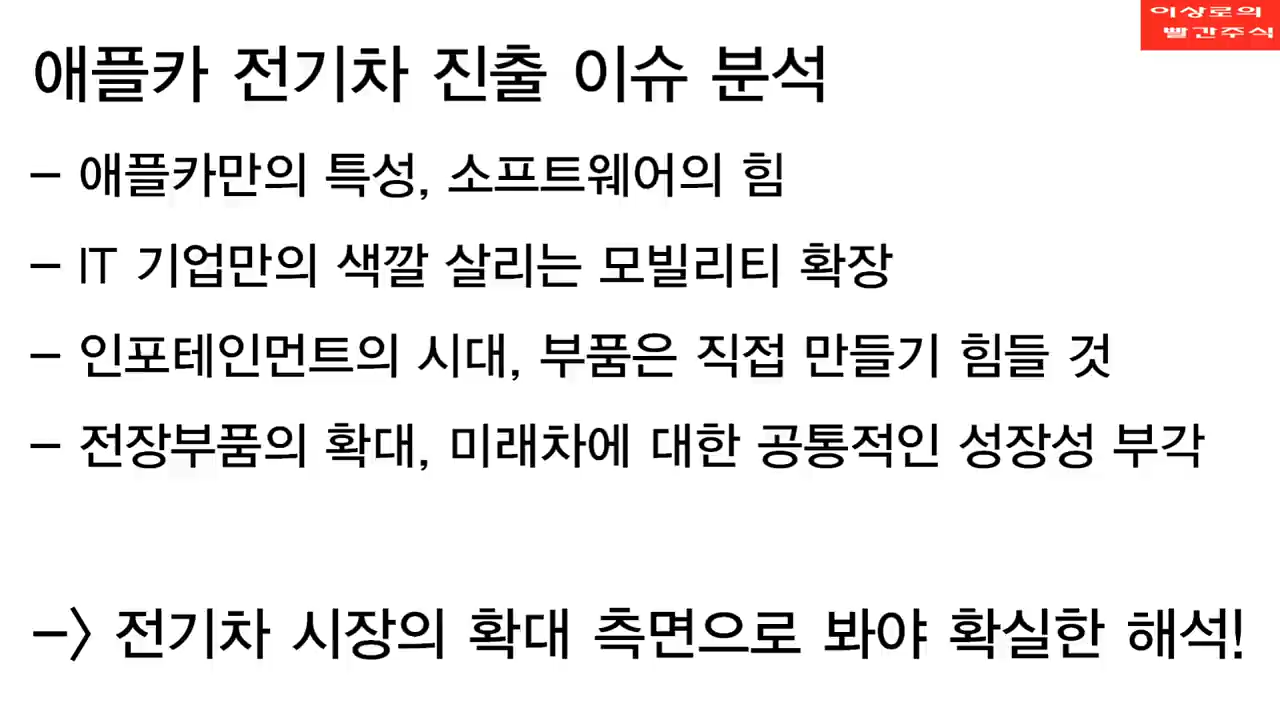 이상로의
빨간주식
애플카 전기차 진출 이슈 분석
– 애플카만의 특성, 소프트웨어의 힘
– IT 기업만의 색깔 살리는 모빌리티 확장
– 인포테인먼트의 시대, 부품은 직접 만들기 힘들 것
– 전장부품의 확대, 미래차에 대한 공통적인 성장성 부각
–> 전기차 시장의 확대 측면으로 봐야 확실한 해석!